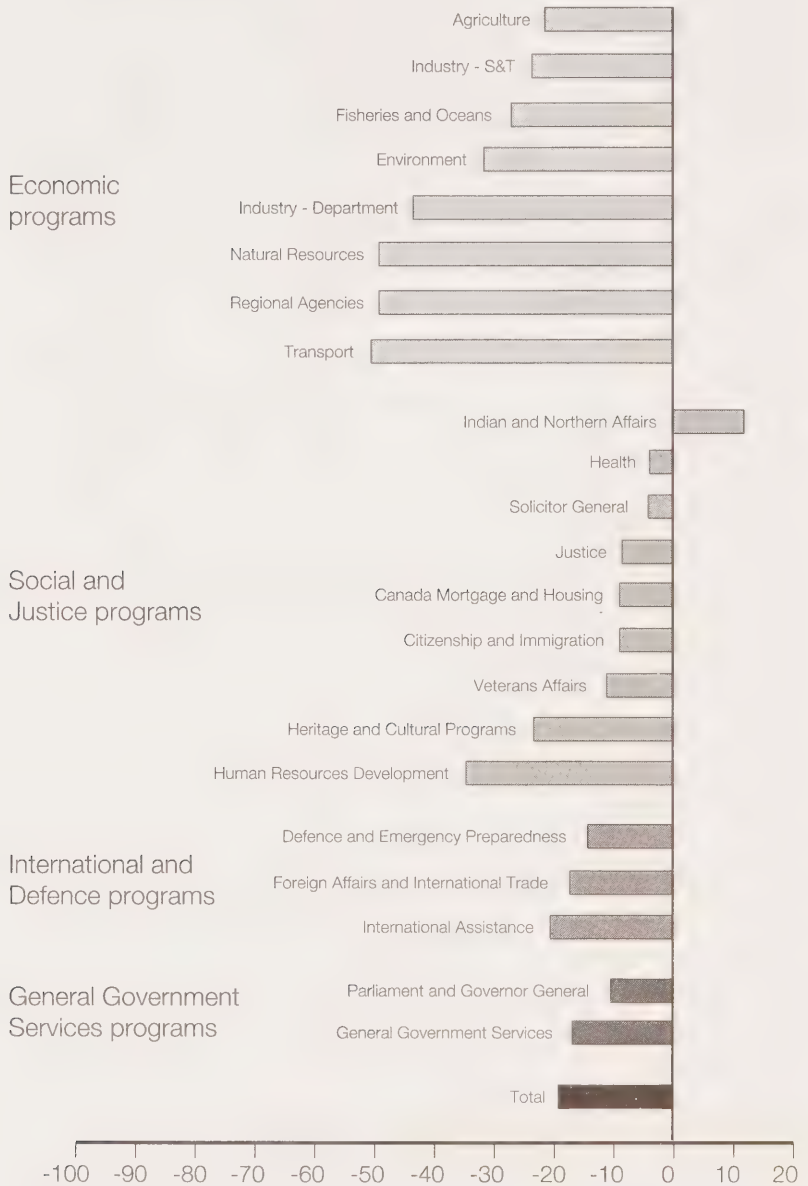 Agriculture
Industry - S&T
Fisheries and Oceans
Environment
Economic
programs
Industry - Department
Natural Resources
Regional Agencies
Transport
Indian and Northern Affairs
Health
Solicitor General
Justice
Social and
Justice programs
Canada Mortgage and Housing
Citizenship and Immigration
Veterans Affairs
Heritage and Cultural Programs
Human Resources Development
Defence and Emergency Preparedness
International and
Defence programs
Foreign Affairs and International Trade
International Assistance
General Government
Services programs
Parliament and Governor General
General Government Services
Total
-100 -90 -80 -70 -60 -50 -40 -30 -20 -10 0 10 20